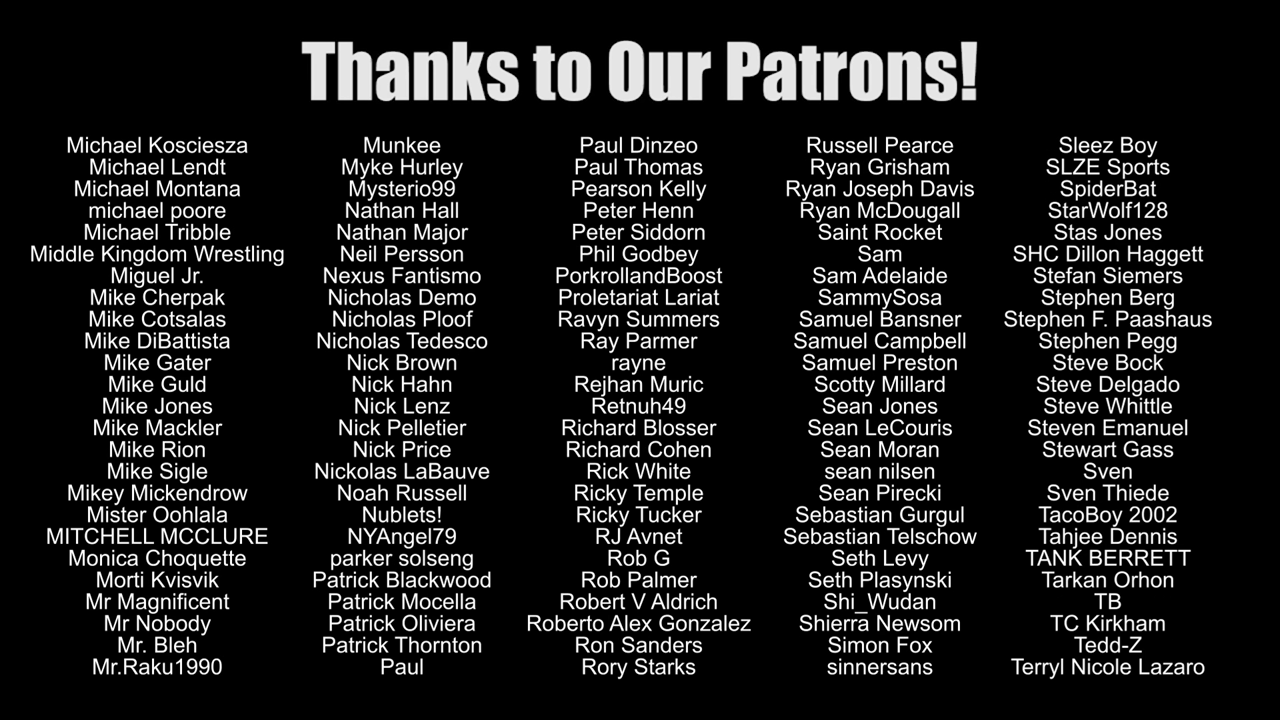 Thanks to Our Patrons!
Michael Kosciesza
Michael Lendt
Michael Montana
michael poore
Michael Tribble
Middle Kingdom Wrestling
Miguel Jr.
Mike Cherpak
Mike Cotsalas
Mike DiBattista
Mike Gater
Mike Guld
Mike Jones
Mike Mackler
Mike Rion
Mike Sigle
Mikey Mickendrow
Mister Oohlala
MITCHELL MCCLURE
Monica Choquette
Morti Kvisvik
Mr Magnificent
Mr Nobody
Mr. Bleh
Mr.Raku1990
Munkee
Myke Hurley
Mysterio99
Nathan Hall
Nathan Major
Neil Persson
Nexus Fantismo
Nicholas Demo
Nicholas Ploof
Nicholas Tedesco
Nick Brown
Nick Hahn
Nick Lenz
Nick Pelletier
Nick Price
Nickolas LaBauve
Noah Russell
Nublets!
NYAngel79
parker solseng
Patrick Blackwood
Patrick Mocella
Patrick Oliviera
Patrick Thornton
Paul
Paul Dinzeo
Paul Thomas
Pearson Kelly
Peter Henn
Peter Siddorn
Phil Godbey
PorkrollandBoost
Proletariat Lariat
Ravyn Summers
Ray Parmer
rayne
Rejhan Muric
Retnuh49
Richard Blosser
Richard Cohen
Rick White
Ricky Temple
Ricky Tucker
RJ Avnet
Rob G
Rob Palmer
Robert V Aldrich
Roberto Alex Gonzalez
Ron Sanders
Rory Starks
Russell Pearce
Ryan Grisham
Ryan Joseph Davis
Ryan McDougall
Saint Rocket
Sam
Sam Adelaide
SammySosa
Samuel Bansner
Samuel Campbell
Samuel Preston
Scotty Millard
Sean Jones
Sean LeCouris
Sean Moran
sean nilsen
Sean Pirecki
Sebastian Gurgul
Sebastian Telschow
Seth Levy
Seth Plasynski
Shi_Wudan
Shierra Newsom
Simon Fox
sinnersans
Sleez Boy
SLZE Sports
SpiderBat
StarWolf128
Stas Jones
SHC Dillon Haggett
Stefan Siemers
Stephen Berg
Stephen F. Paashaus
Stephen Pegg
Steve Bock
Steve Delgado
Steve Whittle
Steven Emanuel
Stewart Gass
Sven
Sven Thiede
TacoBoy 2002
Tahjee Dennis
TANK BERRETT
Tarkan Orhon
TB
TC Kirkham
Tedd-Z
Terryl Nicole Lazaro